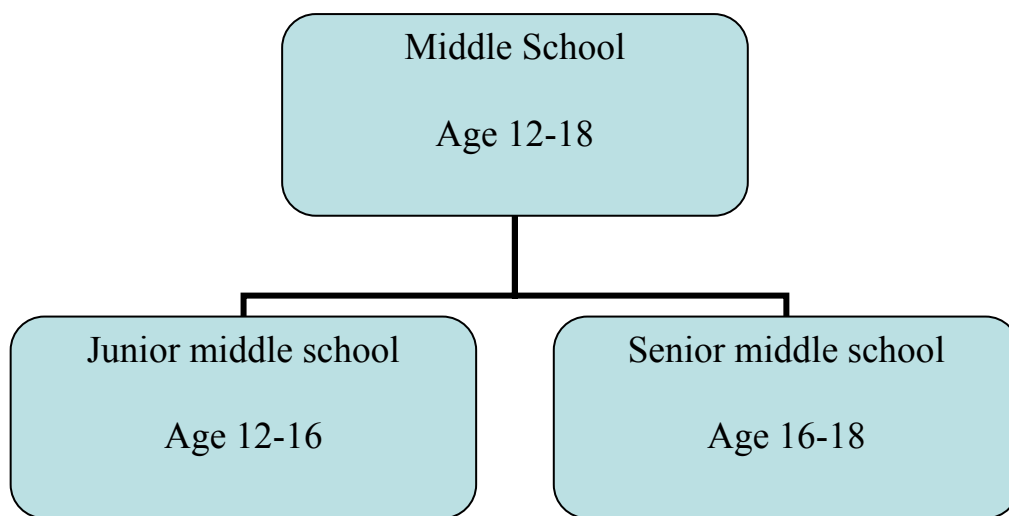 Middle School
Age 12-18
Junior middle school
Age 12-16
Senior middle school
Age 16-18